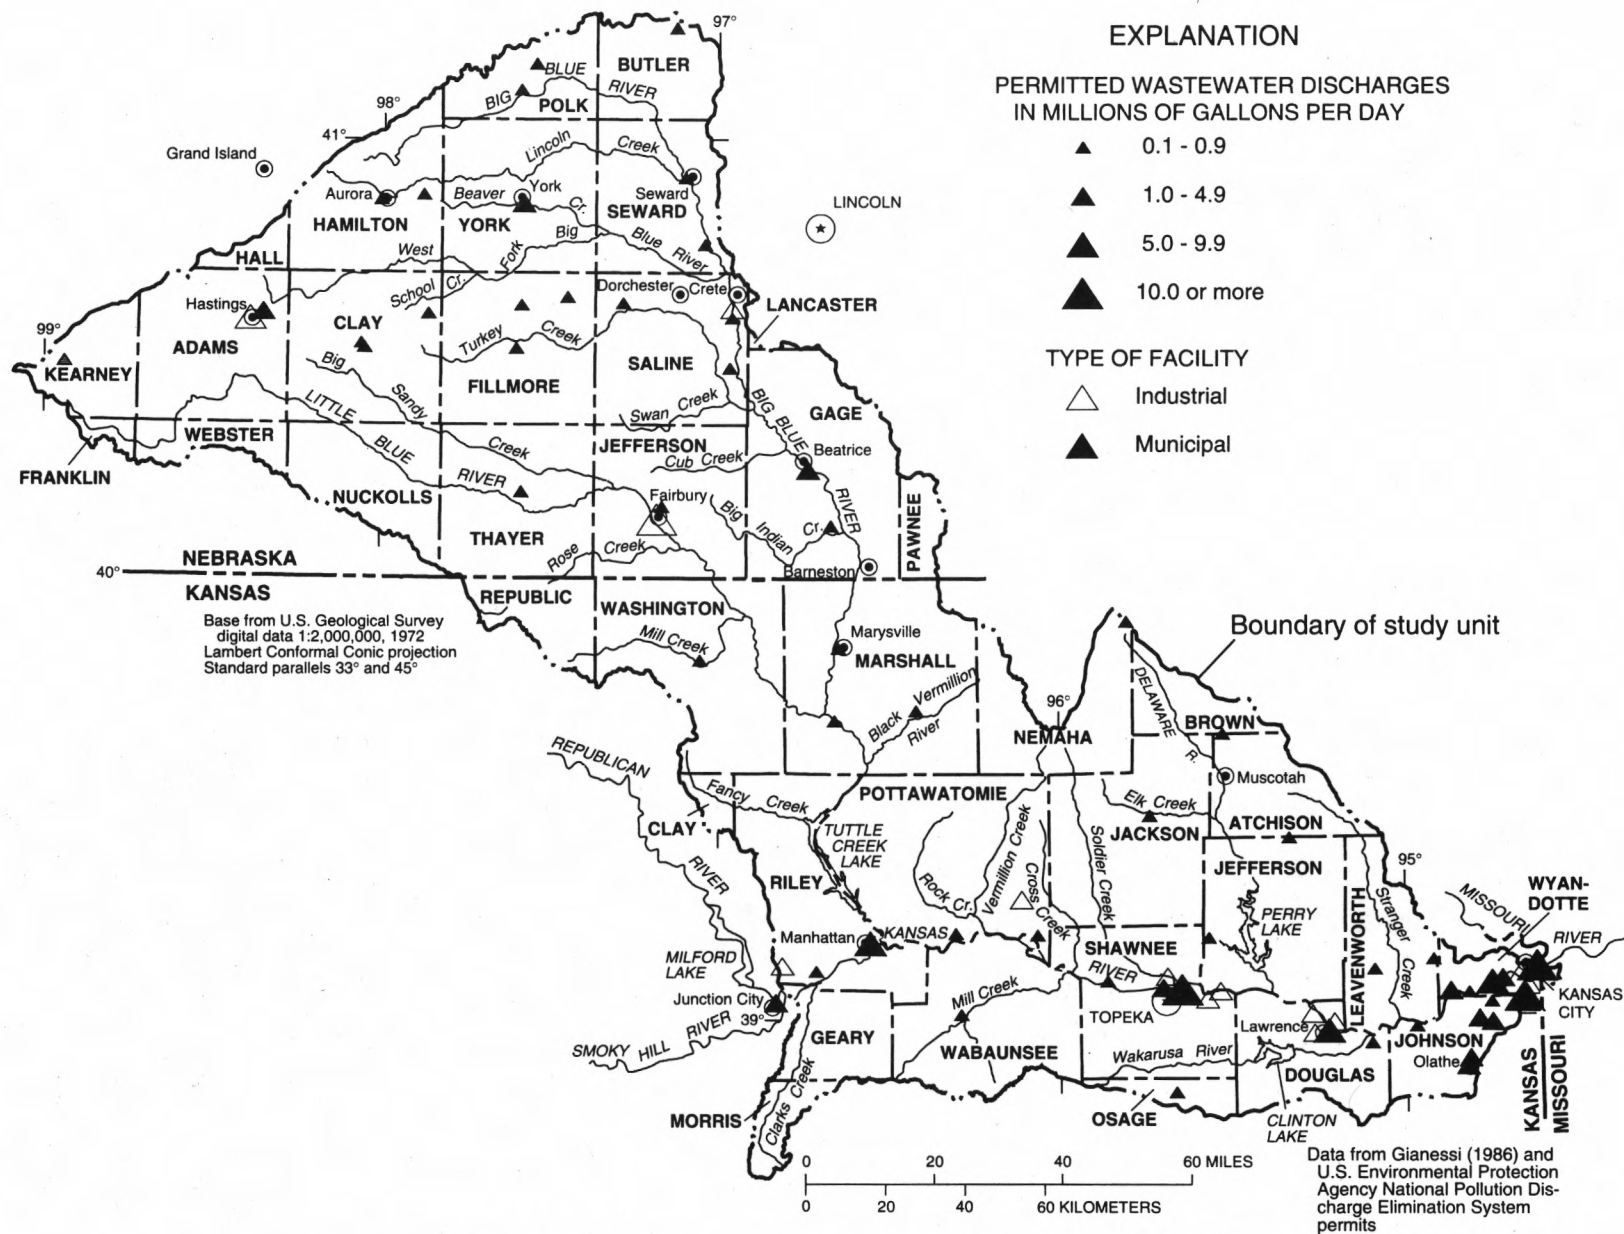 EXPLANATION
PERMITTED WASTEWATER DISCHARGES
IN MILLIONS OF GALLONS PER DAY
0.1 - 0.9
1.0 - 4.9
5.0 - 9.9
10.0 or more
TYPE OF FACILITY
Industrial
Municipal
97°
BUTLER
BLUE
BIG
RIVER
POLK
98°
41°
Grand Island
Lincoln
Creek
Aurora
Beaver
York
Cr.
Seward
HAMILTON
YORK
SEWARD
LINCOLN
West
Fork
Big
Blue
River
HALL
School Cr.
Dorchester
Crete
Hastings
LANCASTER
CLAY
99°
ADAMS
Turkey
Creek
SALINE
KEARNEY
Big
Sandy
Creek
FILLMORE
LITTLE
BLUE
RIVER
Swan Creek
BIG BLUE
RIVER
GAGE
WEBSTER
JEFFERSON
Cub Creek
Beatrice
FRANKLIN
NUCKOLLS
Fairbury
Big
Indian
Cr.
PAWNEE
THAYER
Rose
Creek
Barneston
NEBRASKA
40°
KANSAS
REPUBLIC
WASHINGTON
Base from U.S. Geological Survey
digital data 1:2,000,000, 1972
Lambert Conformal Conic projection
Standard parallels 33° and 45°
Mill Creek
Marysville
MARSHALL
Boundary of study unit
Black
Vermillion
River
96°
DELAWARE
R.
BROWN
NEMAHA
REPUBLICAN
RIVER
Muscotah
Fancy
Creek
POTTAWATOMIE
Elk Creek
CLAY
TUTTLE
CREEK
LAKE
JACKSON
ATCHISON
Vermillion Creek
Soldier Creek
JEFFERSON
RILEY
Rock Cr.
Cross
Creek
LEAVENWORTH
Stranger
Creek
95°
MISSOURI
RIVER
WYAN-
DOTTE
PERRY
LAKE
Manhattan
KANSAS
RIVER
SHAWNEE
MILFORD
LAKE
Junction City
39°
Mill Creek
TOPEKA
Lawrence
KANSAS
CITY
SMOKY
HILL
RIVER
GEARY
WABAUNSEE
Wakarusa River
JOHNSON
Olathe
DOUGLAS
KANSAS
MISSOURI
MORRIS
Clarks Creek
OSAGE
CLINTON
LAKE
0
20
40
60 MILES
0
20
40
60 KILOMETERS
Data from Gianessi (1986) and
U.S. Environmental Protection
Agency National Pollution Dis-
charge Elimination System
permits